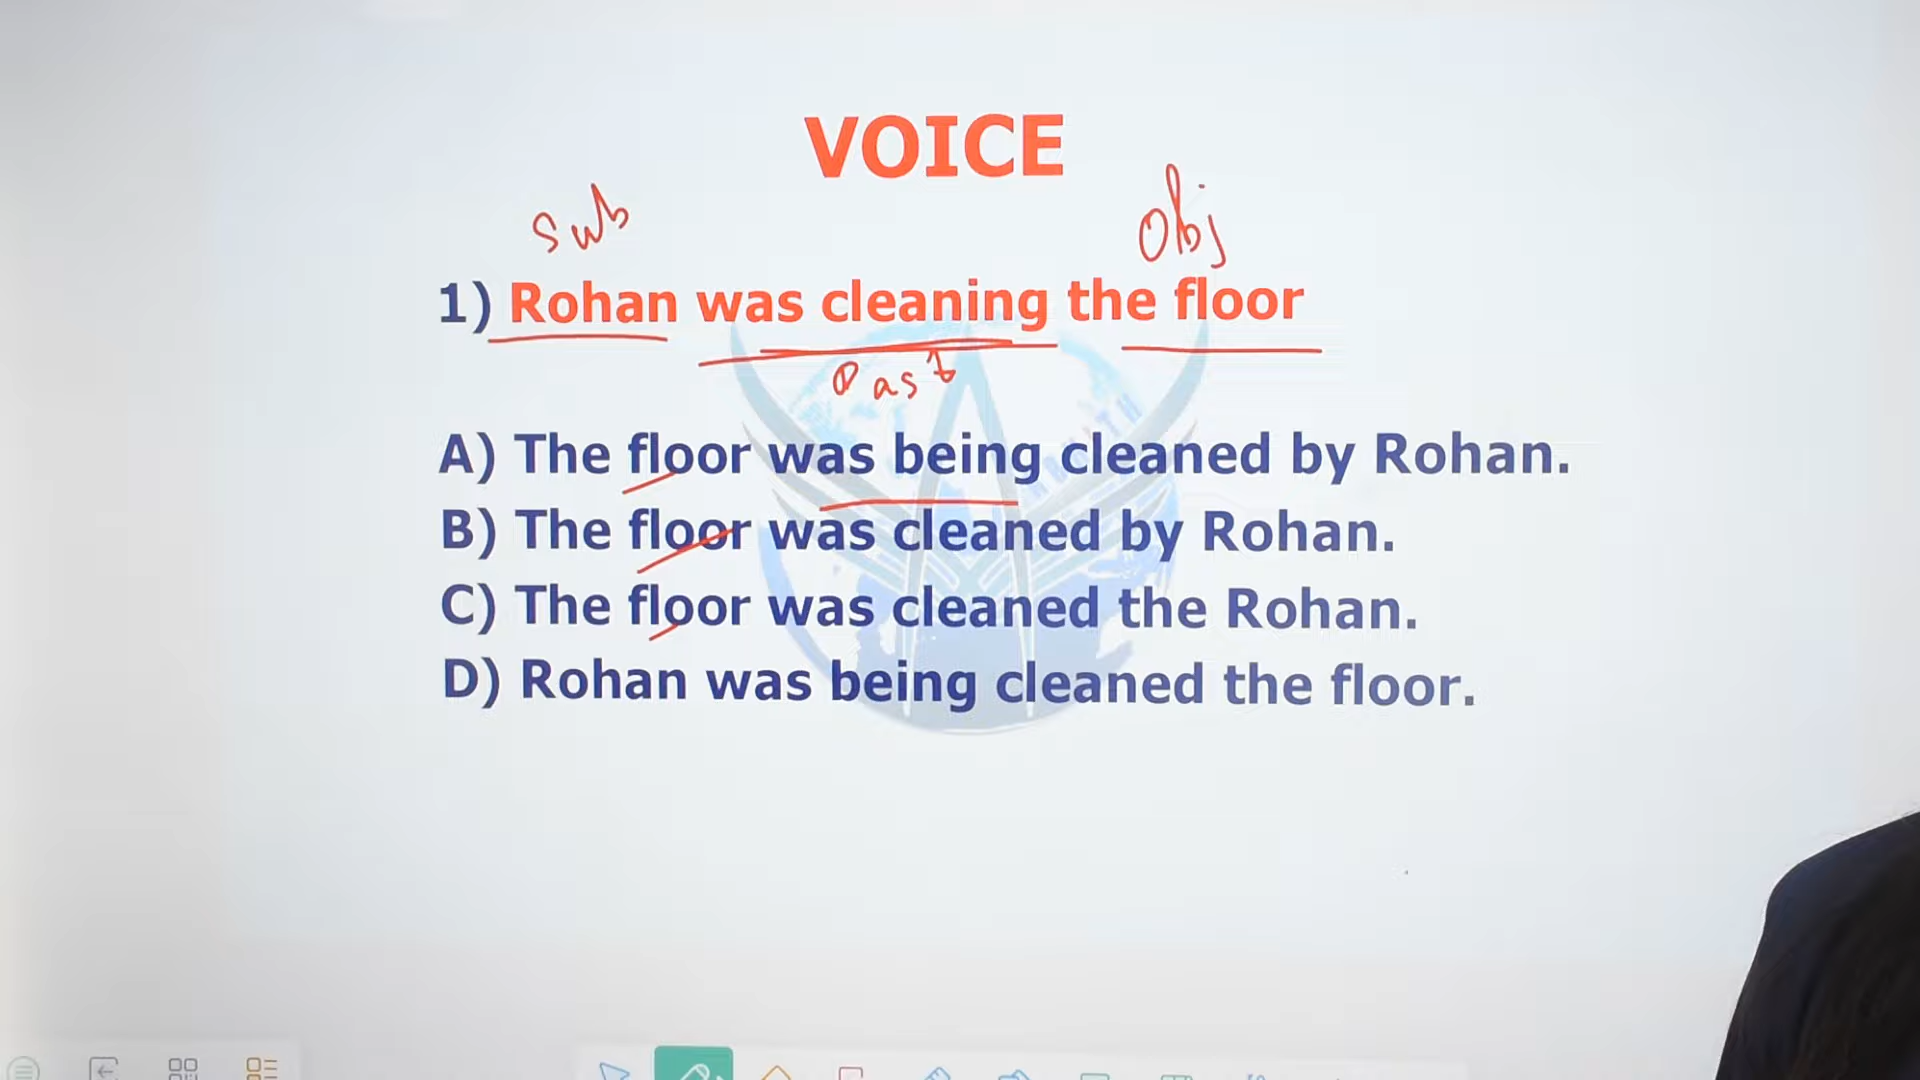 VOICE
sub
Obj
1) Rohan was cleaning the floor
Past
A) The floor was being cleaned by Rohan.
B) The floor was cleaned by Rohan.
C) The floor was cleaned the Rohan.
D) Rohan was being cleaned the floor.